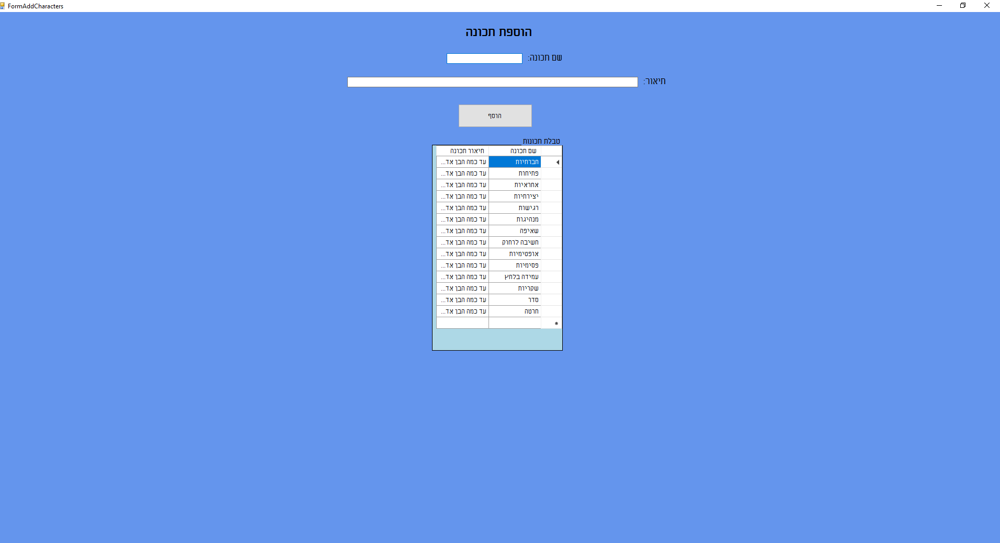 FormAddCharacters
הוספת תכונה
שם תכונה:
תיאור:
הוסף
טבלת תכונות
שם תכונה תיאור תכונה
חברתיות עד כמה הבן אד...
פתיחות עד כמה הבן אד...
אחראיות עד כמה הבן אד...
יצירתיות עד כמה הבן אד...
רגישות עד כמה הבן אד...
מנהיגות עד כמה הבן אד...
שאיפה עד כמה הבן אד...
חשיבה לרחוק עד כמה הבן אד...
אופטימיות עד כמה הבן אד...
פסימיות עד כמה הבן אד...
עמידה בלחץ עד כמה הבן אד...
שקריות עד כמה הבן אד...
סדר עד כמה הבן אד...
חרטה עד כמה הבן אד...